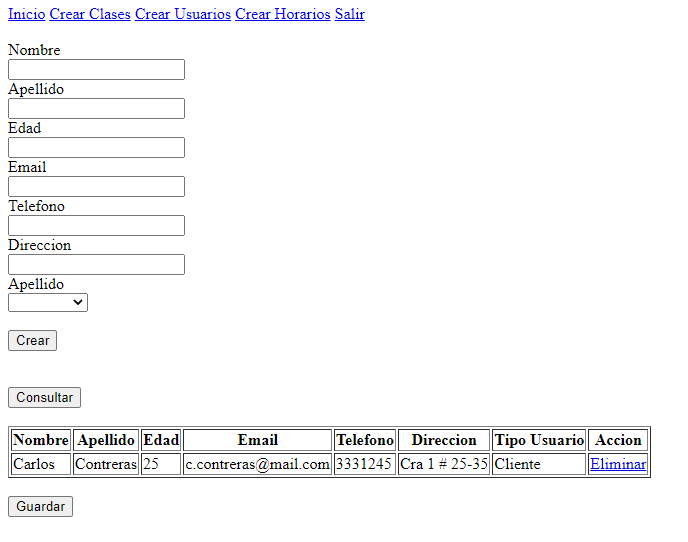 Inicio Crear Clases Crear Usuarios Crear Horarios Salir
Nombre
Apellido
Edad
Email
Telefono
Direccion
Apellido
Crear
Consultar
Nombre Apellido Edad Email Telefono Direccion Tipo Usuario Accion
Carlos Contreras 25 c.contreras@mail.com 3331245 Cra 1 # 25-35 Cliente Eliminar
Guardar